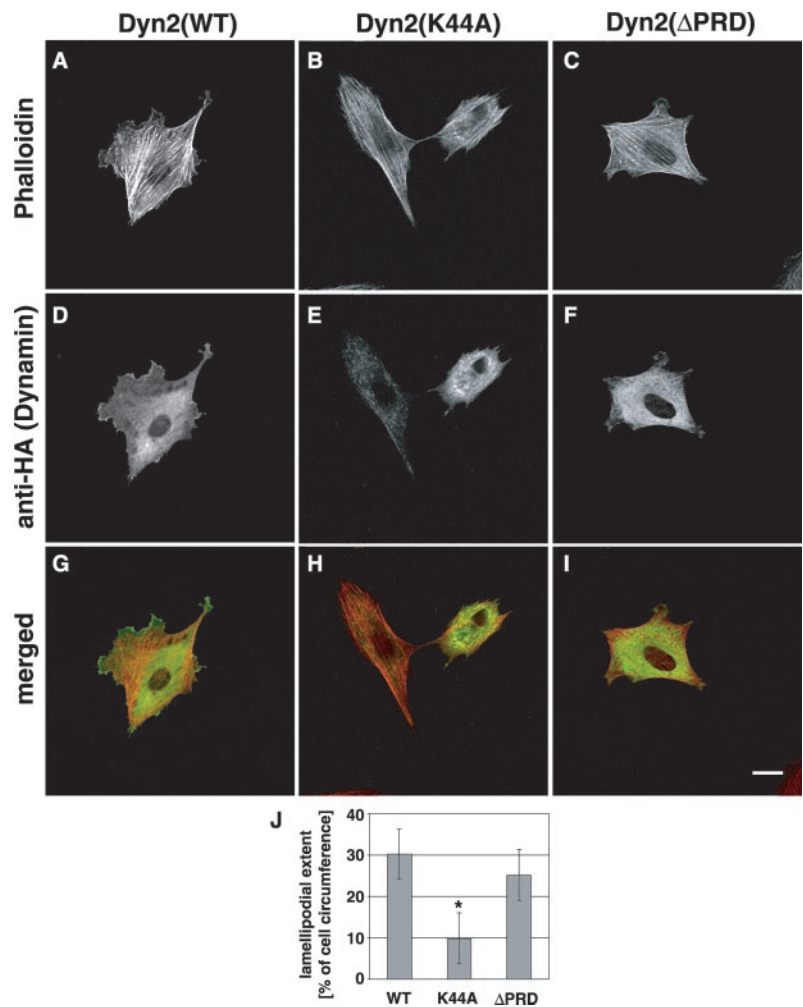 Dyn2(WT) Dyn2(K44A) Dyn2(ΔPRD)
Phalloidin
A B C
anti-HA (Dynamin)
D E F
merged
G H I
J
lamellipodial extent
[% of cell circumference]
40
30
20
10
0
*
WT K44A ΔPRD